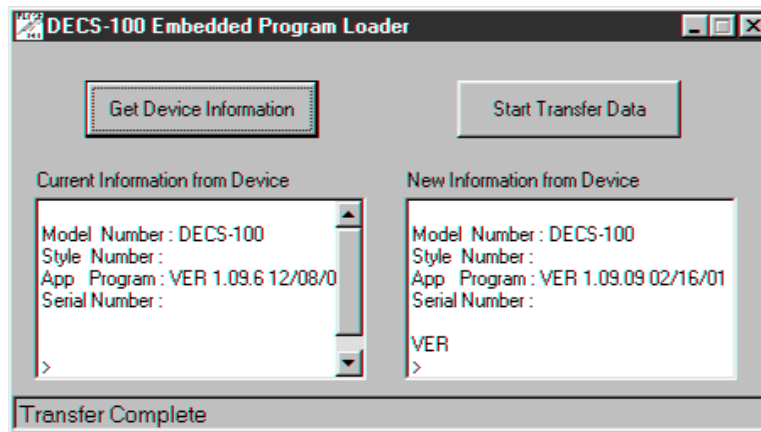 DECS-100 Embedded Program Loader
Get Device Information
Start Transfer Data
Current Information from Device
Model Number : DECS-100
Style Number :
App Program : VER 1.09.6 12/08/0
Serial Number :
>
New Information from Device
Model Number : DECS-100
Style Number :
App Program : VER 1.09.09 02/16/01
Serial Number :
VER
>
Transfer Complete